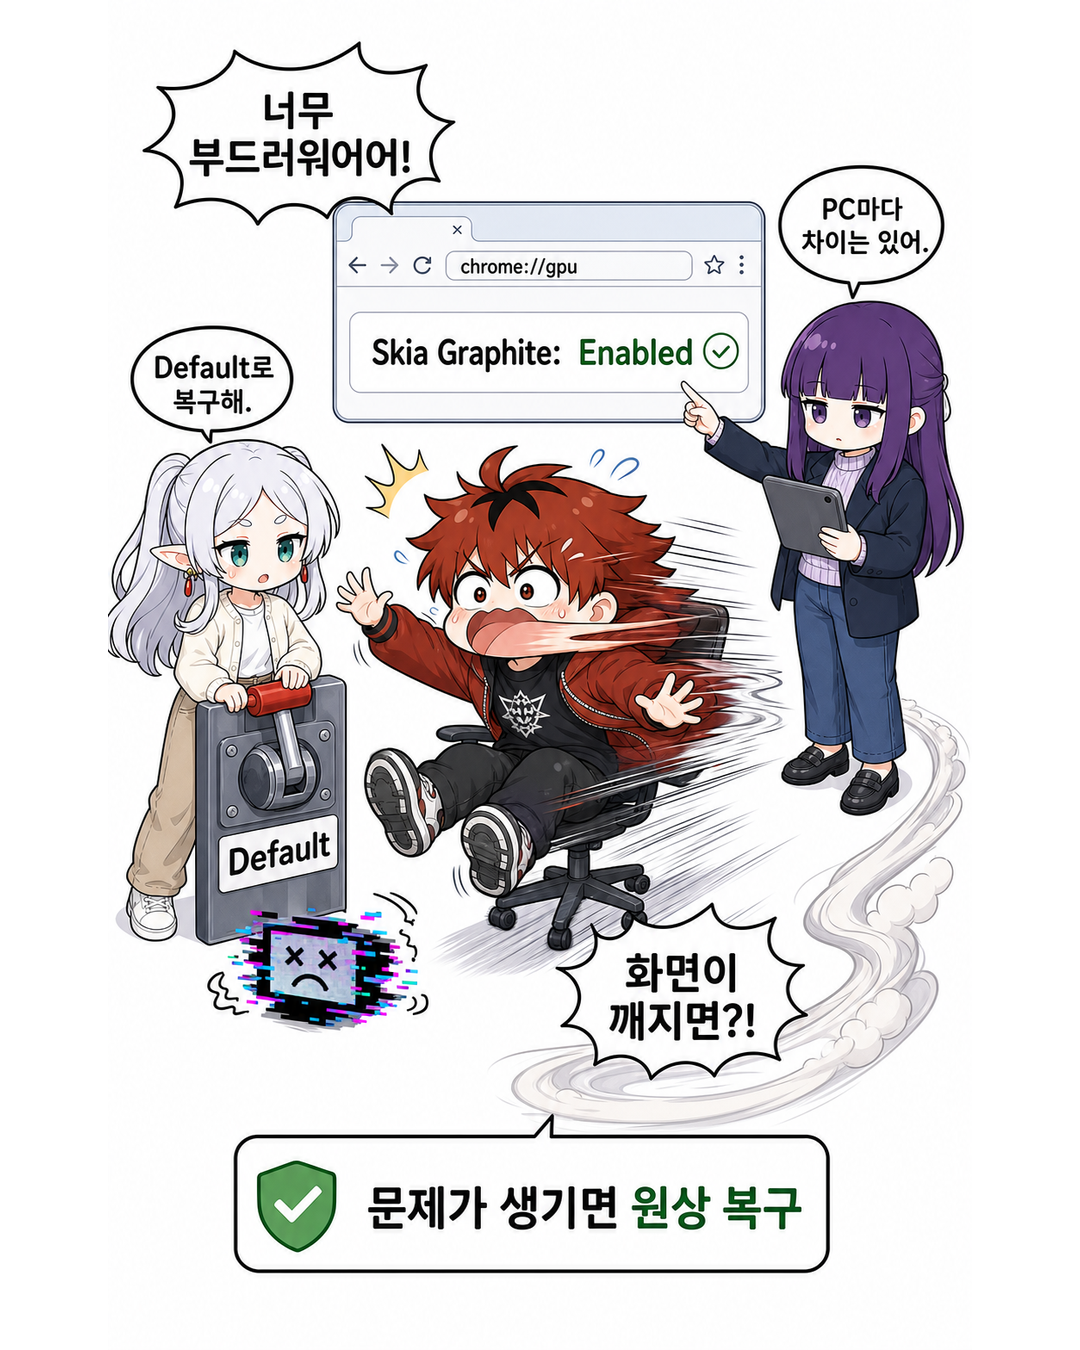 너무
부드러워어어!
PC마다
차이는 있어.
chrome://gpu
Skia Graphite: Enabled
Default로
복구해.
Default
화면이
깨지면?!
문제가 생기면 원상 복구